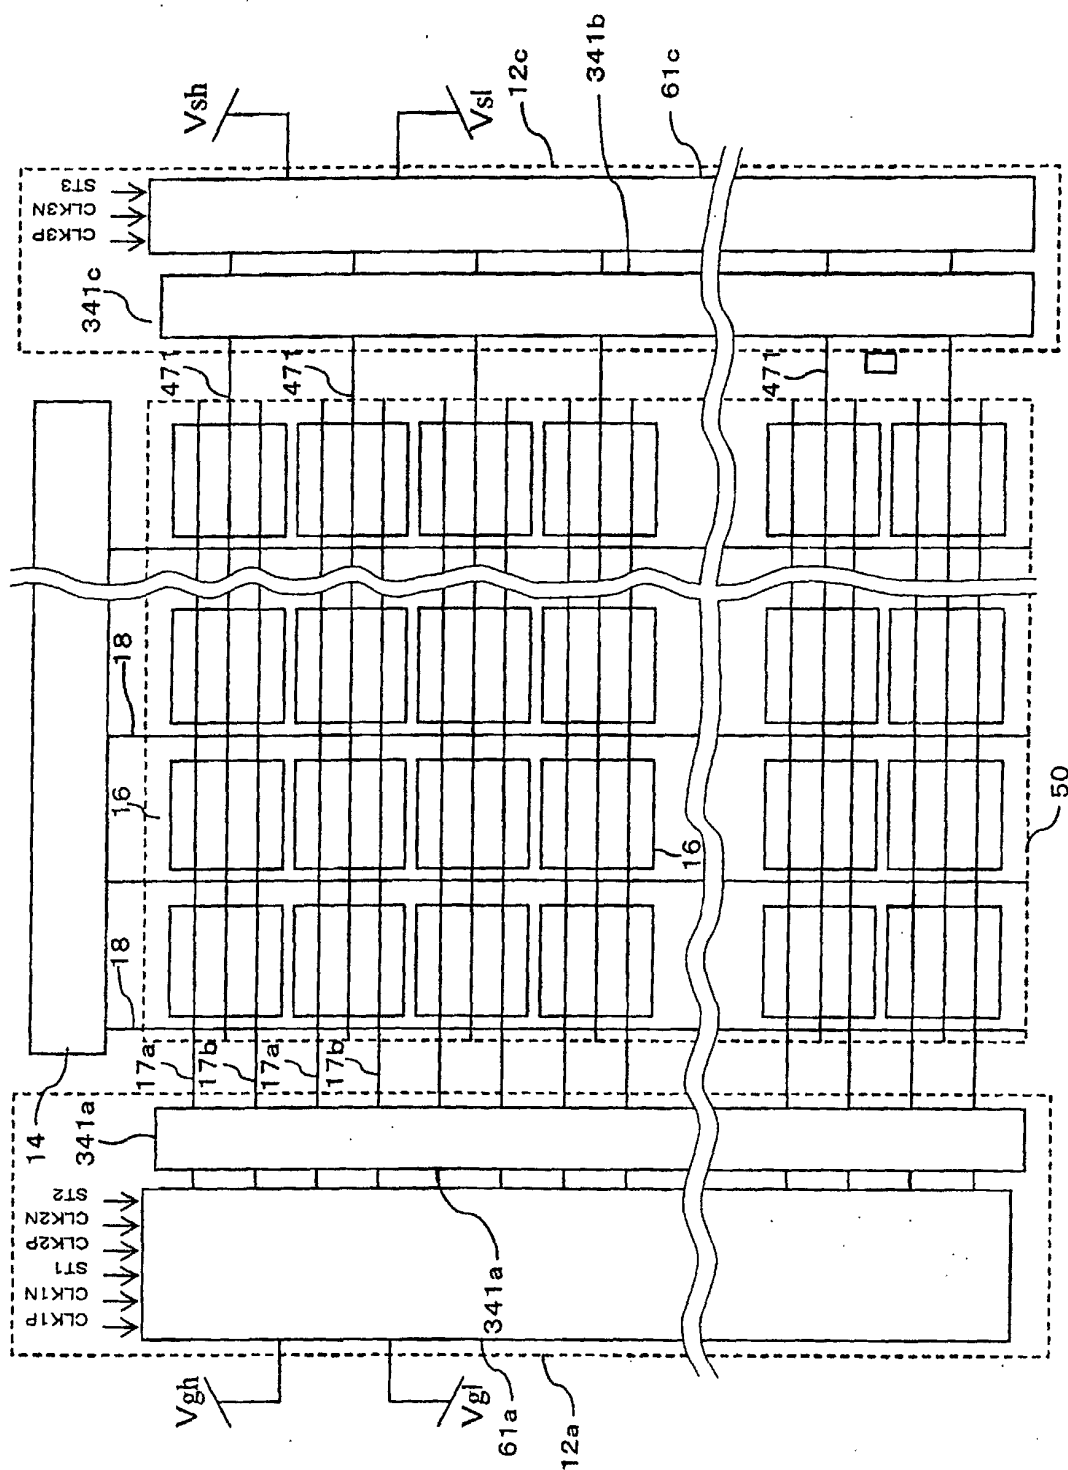 Vsh
Vsl
12c
341b
61c
ST3
CLK3N
CLK3P
341c
471
471
471
18
16
16
50
18
17a
17b
17a
17b
14
341a
ST2
CLK2N
CLK2P
ST1
CLK1N
CLK1P
341a
Vgh
Vgl
61a
12a